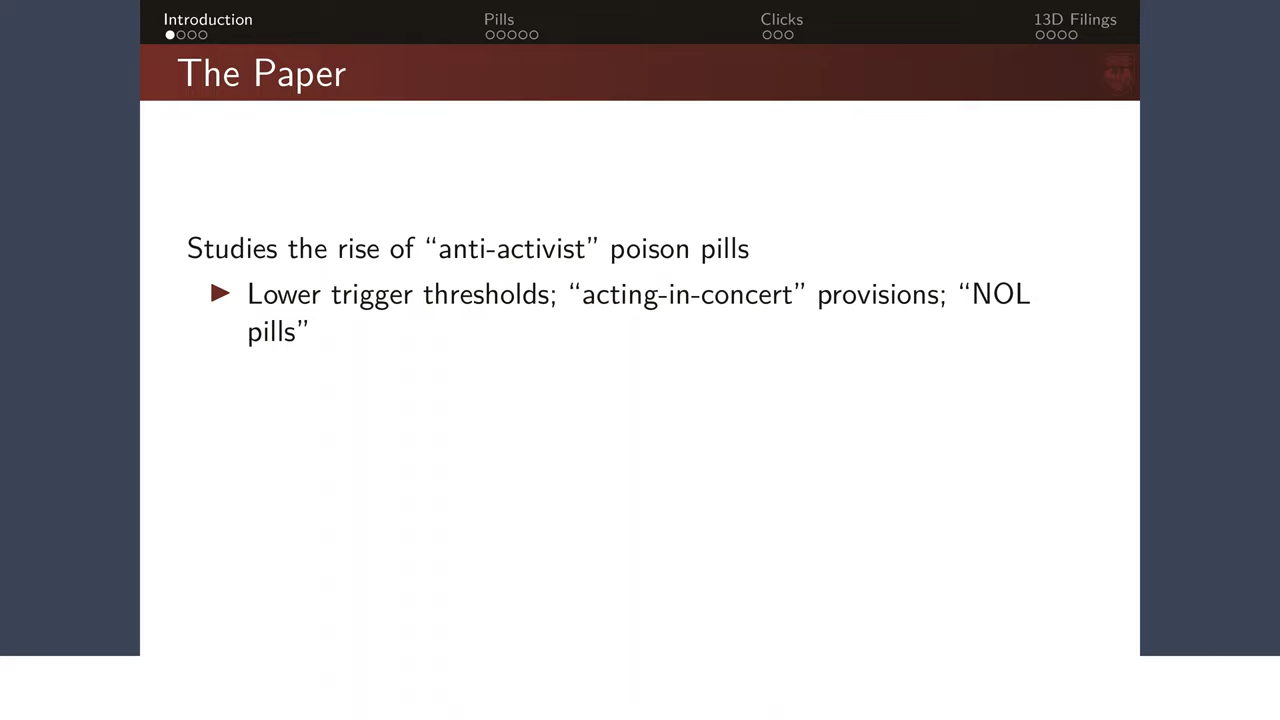 Introduction
Pills
Clicks
13D Filings
The Paper
Studies the rise of “anti-activist” poison pills
Lower trigger thresholds; “acting-in-concert” provisions; “NOL
pills”